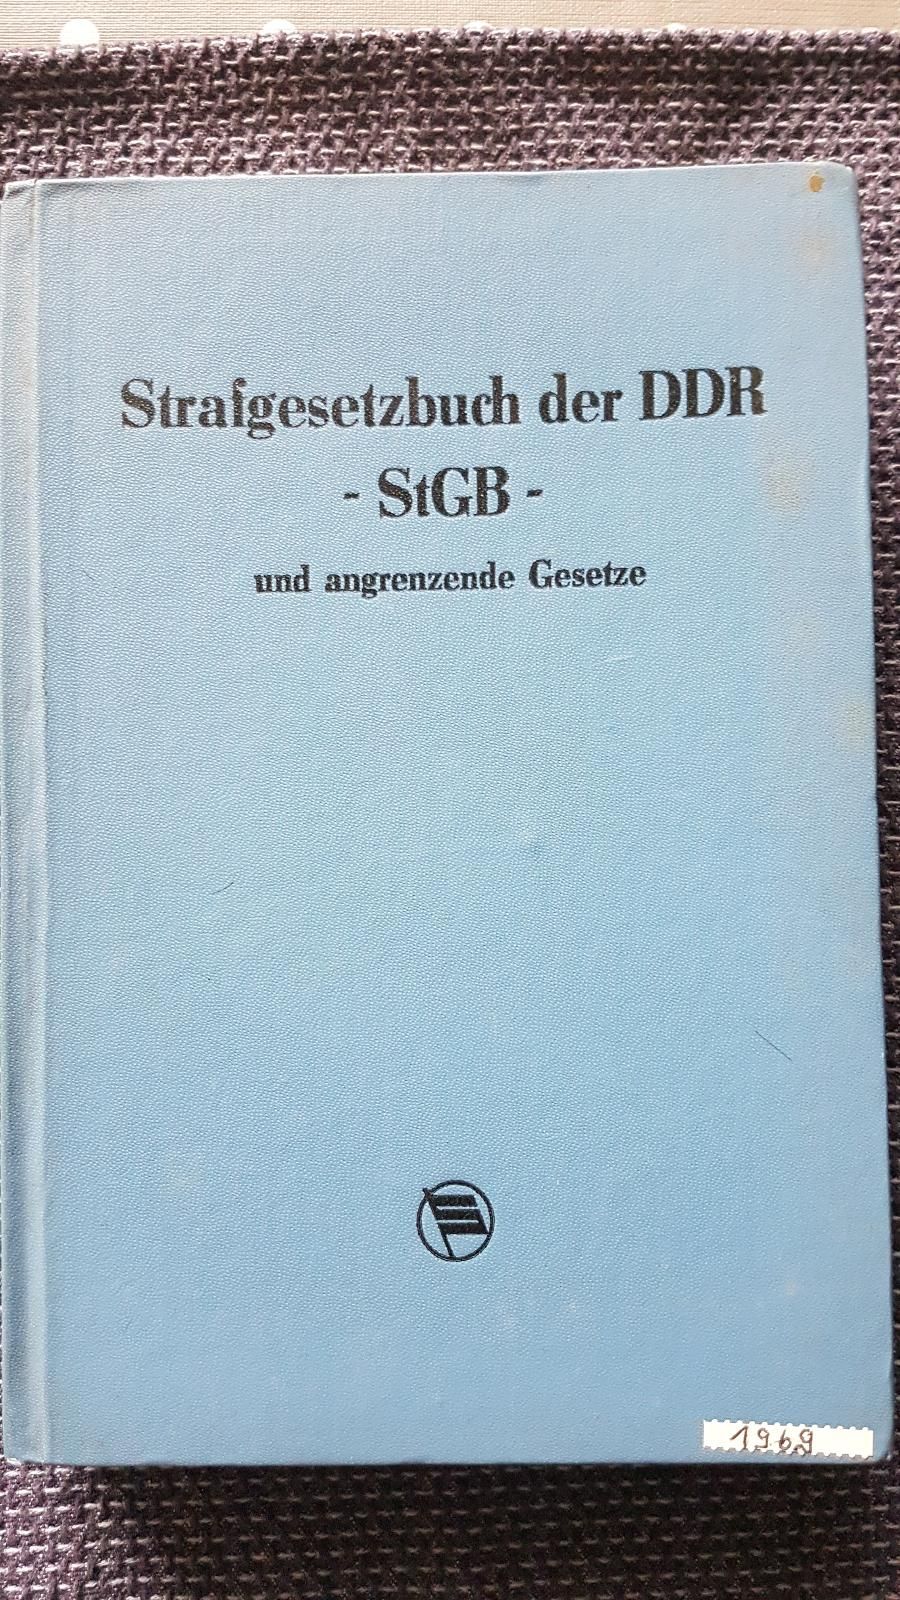 Strafgesetzbuch der DDR
- StGB -
und angrenzende Gesetze
1969